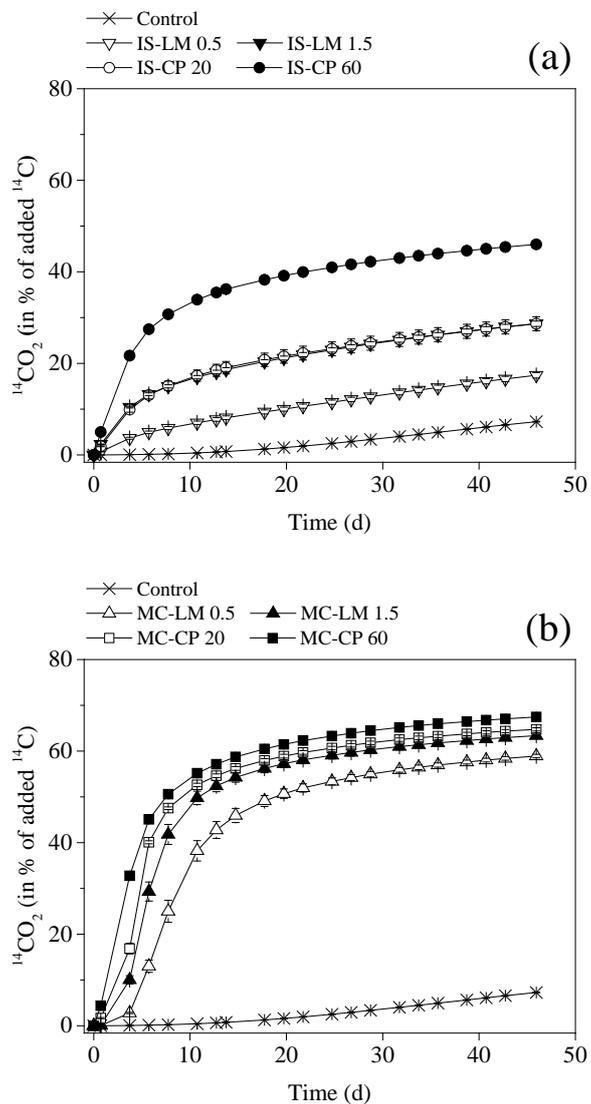 Control
IS-LM 0.5 IS-LM 1.5
IS-CP 20 IS-CP 60
(a)
80
60
40
20
0
¹⁴CO₂ (in % of added ¹⁴C)
0 10 20 30 40 50
Time (d)
Control
MC-LM 0.5 MC-LM 1.5
MC-CP 20 MC-CP 60
(b)
80
60
40
20
0
¹⁴CO₂ (in % of added ¹⁴C)
0 10 20 30 40 50
Time (d)